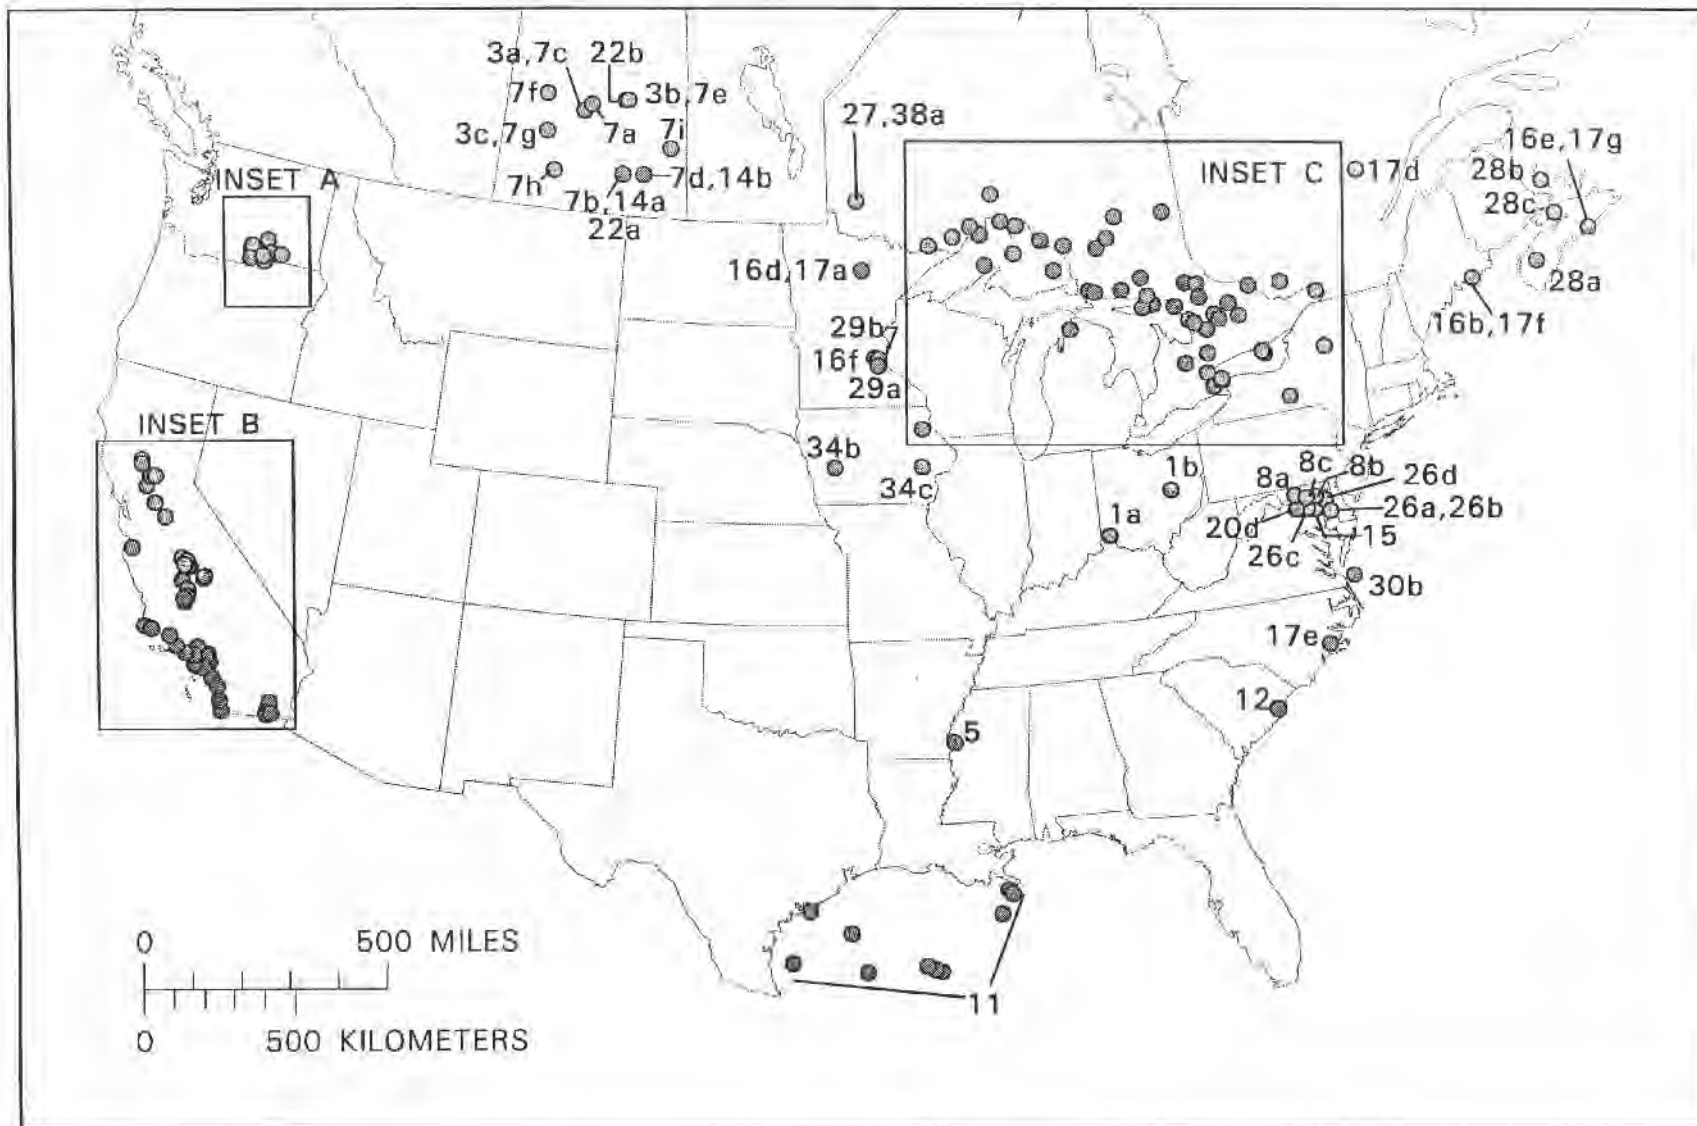 3a,7c 22b
7f 3b,7e
3c,7g 7a 7i
7h 7d,14b
7b,14a
22a
27,38a
16e,17g
INSET A
INSET C 17d 28b
28c
16d,17a
28a
29b
16b,17f
16f
29a
INSET B
34b
34c
1b
8a 8c 8b 26d
1a 20d 26a,26b
26c 15
30b
17e
12
5
11
0 500 MILES
0 500 KILOMETERS